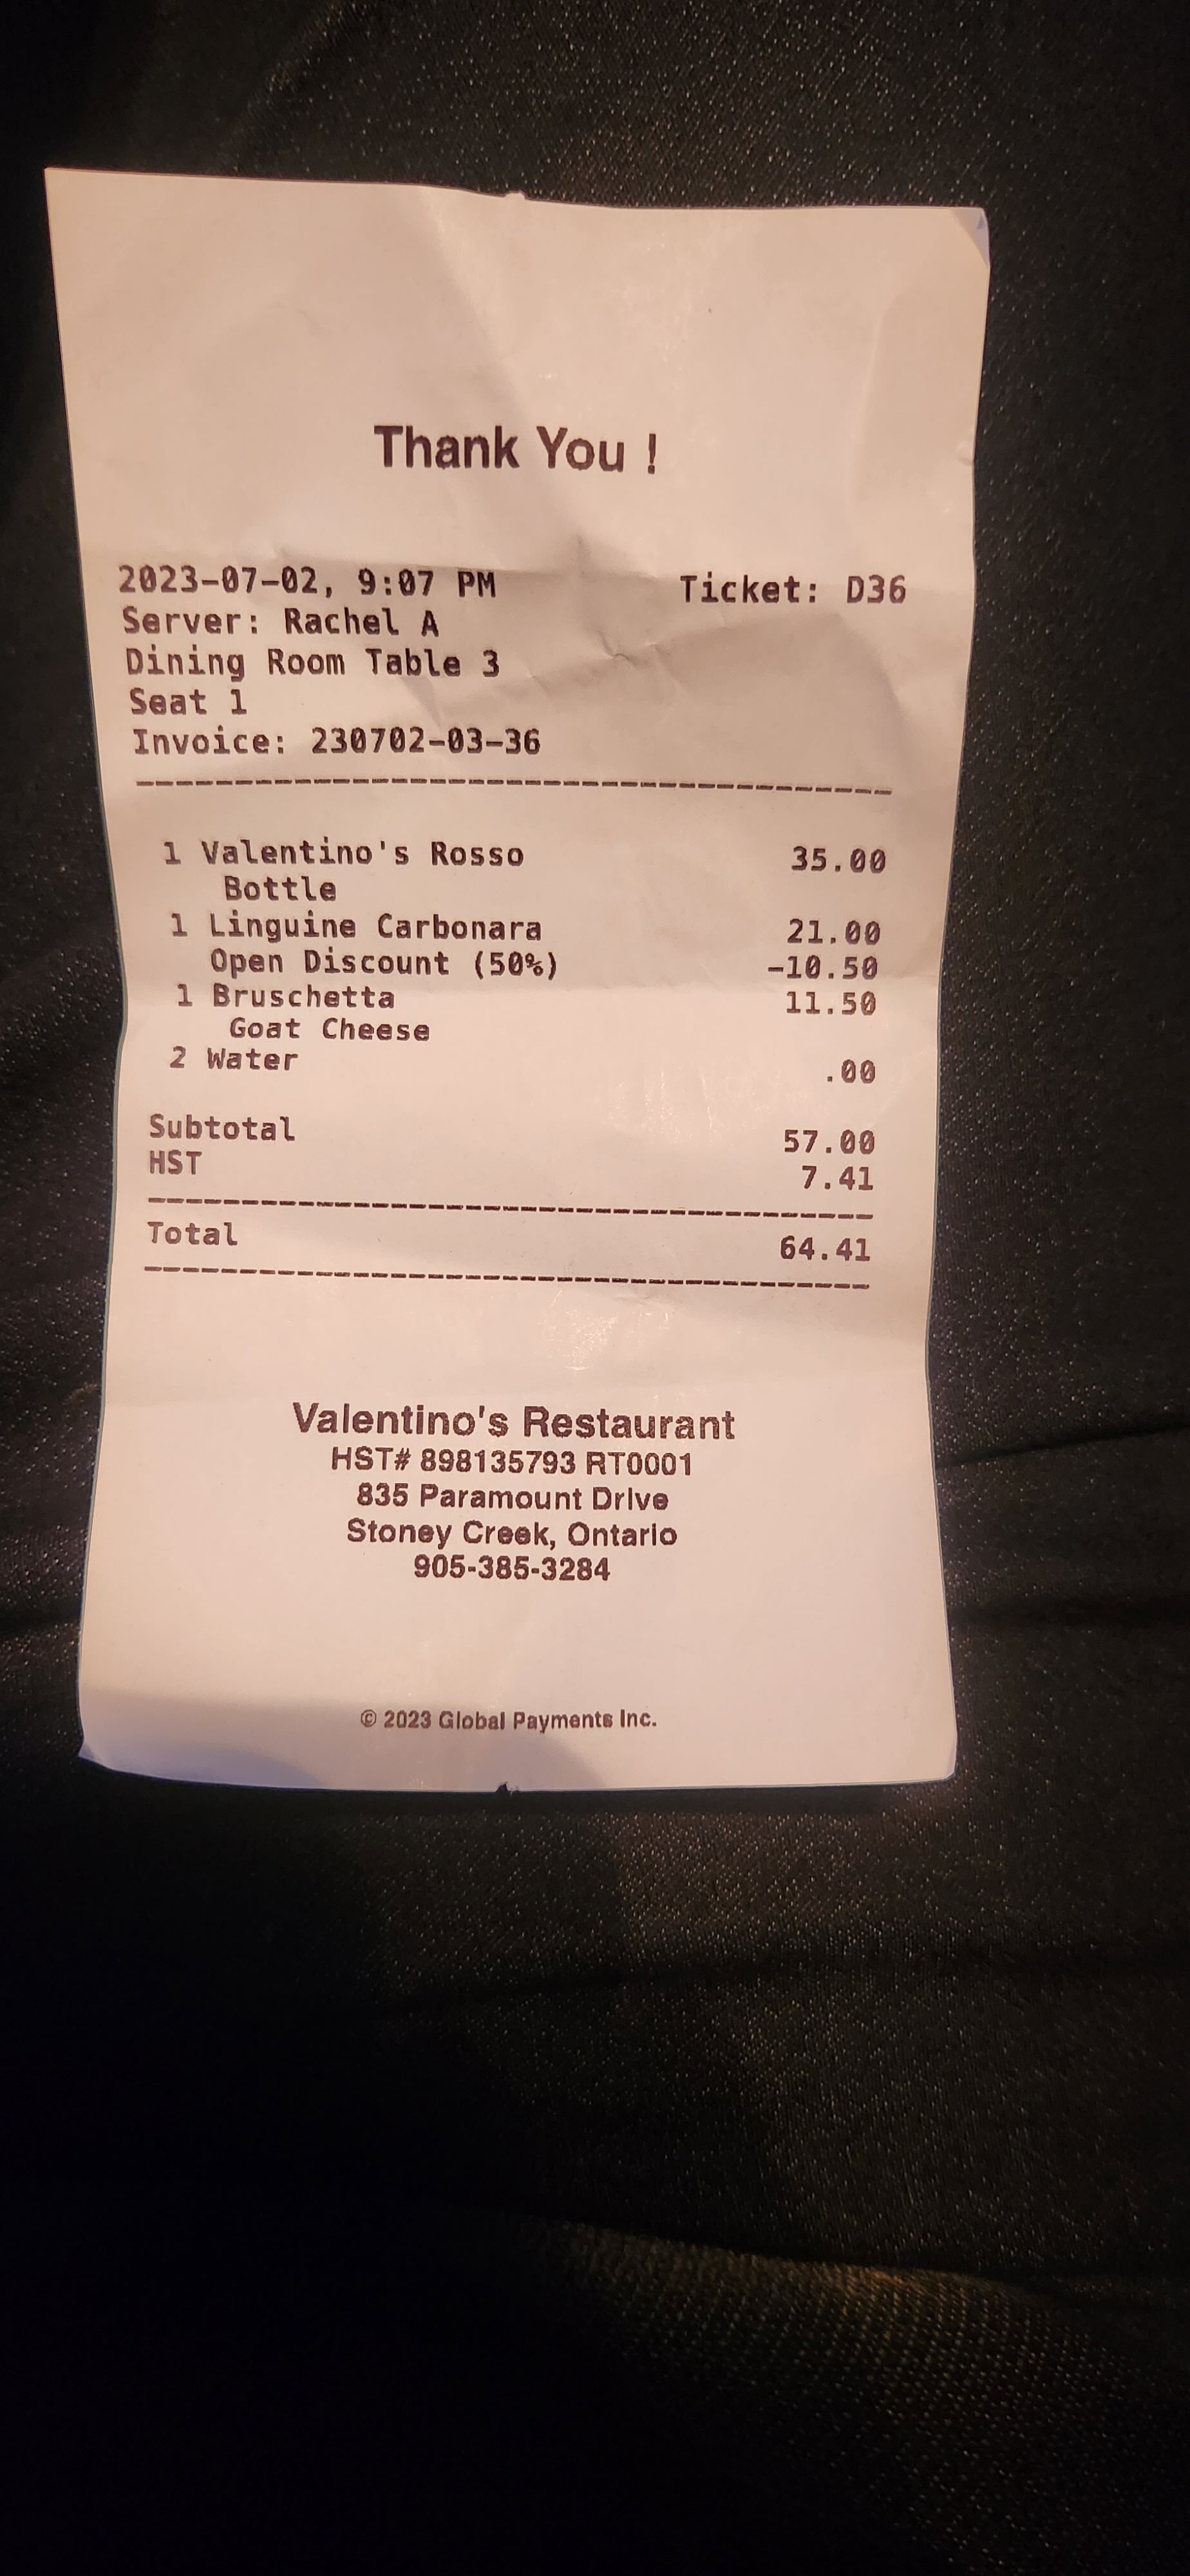 Thank You !
2023-07-02, 9:07 PM Ticket: D36
Server: Rachel A
Dining Room Table 3
Seat 1
Invoice: 230702-03-36
1 Valentino's Rosso 35.00
Bottle
1 Linguine Carbonara 21.00
Open Discount (50%) -10.50
1 Bruschetta 11.50
Goat Cheese
2 Water .00
Subtotal 57.00
HST 7.41
Total 64.41
Valentino's Restaurant
HST# 898135793 RT0001
835 Paramount Drive
Stoney Creek, Ontario
905-385-3284
© 2023 Global Payments Inc.